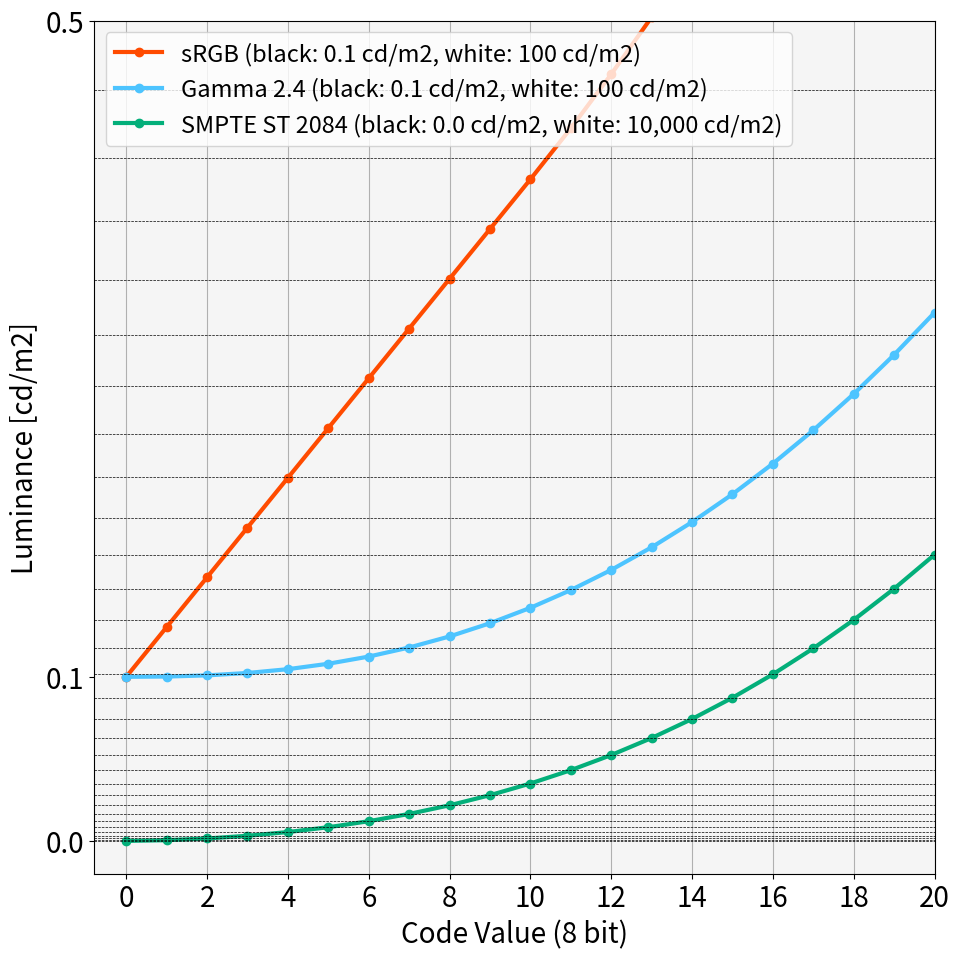 0.5
sRGB (black: 0.1 cd/m2, white: 100 cd/m2)
Gamma 2.4 (black: 0.1 cd/m2, white: 100 cd/m2)
SMPTE ST 2084 (black: 0.0 cd/m2, white: 10,000 cd/m2)
Luminance [cd/m2]
0.1
0.0
0 2 4 6 8 10 12 14 16 18 20
Code Value (8 bit)